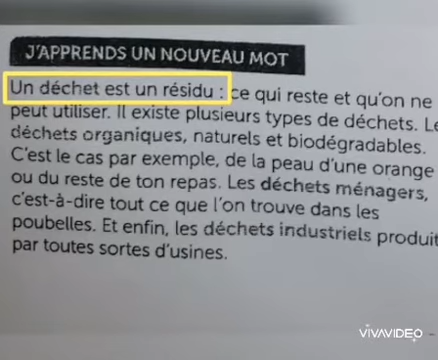 J'APPRENDS UN NOUVEAU MOT
Un déchet est un résidu : ce qui reste et qu'on ne
peut utiliser. Il existe plusieurs types de déchets. Le
déchets organiques, naturels et biodégradables.
C'est le cas par exemple, de la peau d'une orange
ou du reste de ton repas. Les déchets ménagers,
c'est-à-dire tout ce que l'on trouve dans les
poubelles. Et enfin, les déchets industriels produit
par toutes sortes d'usines.
VIVAVIDEO